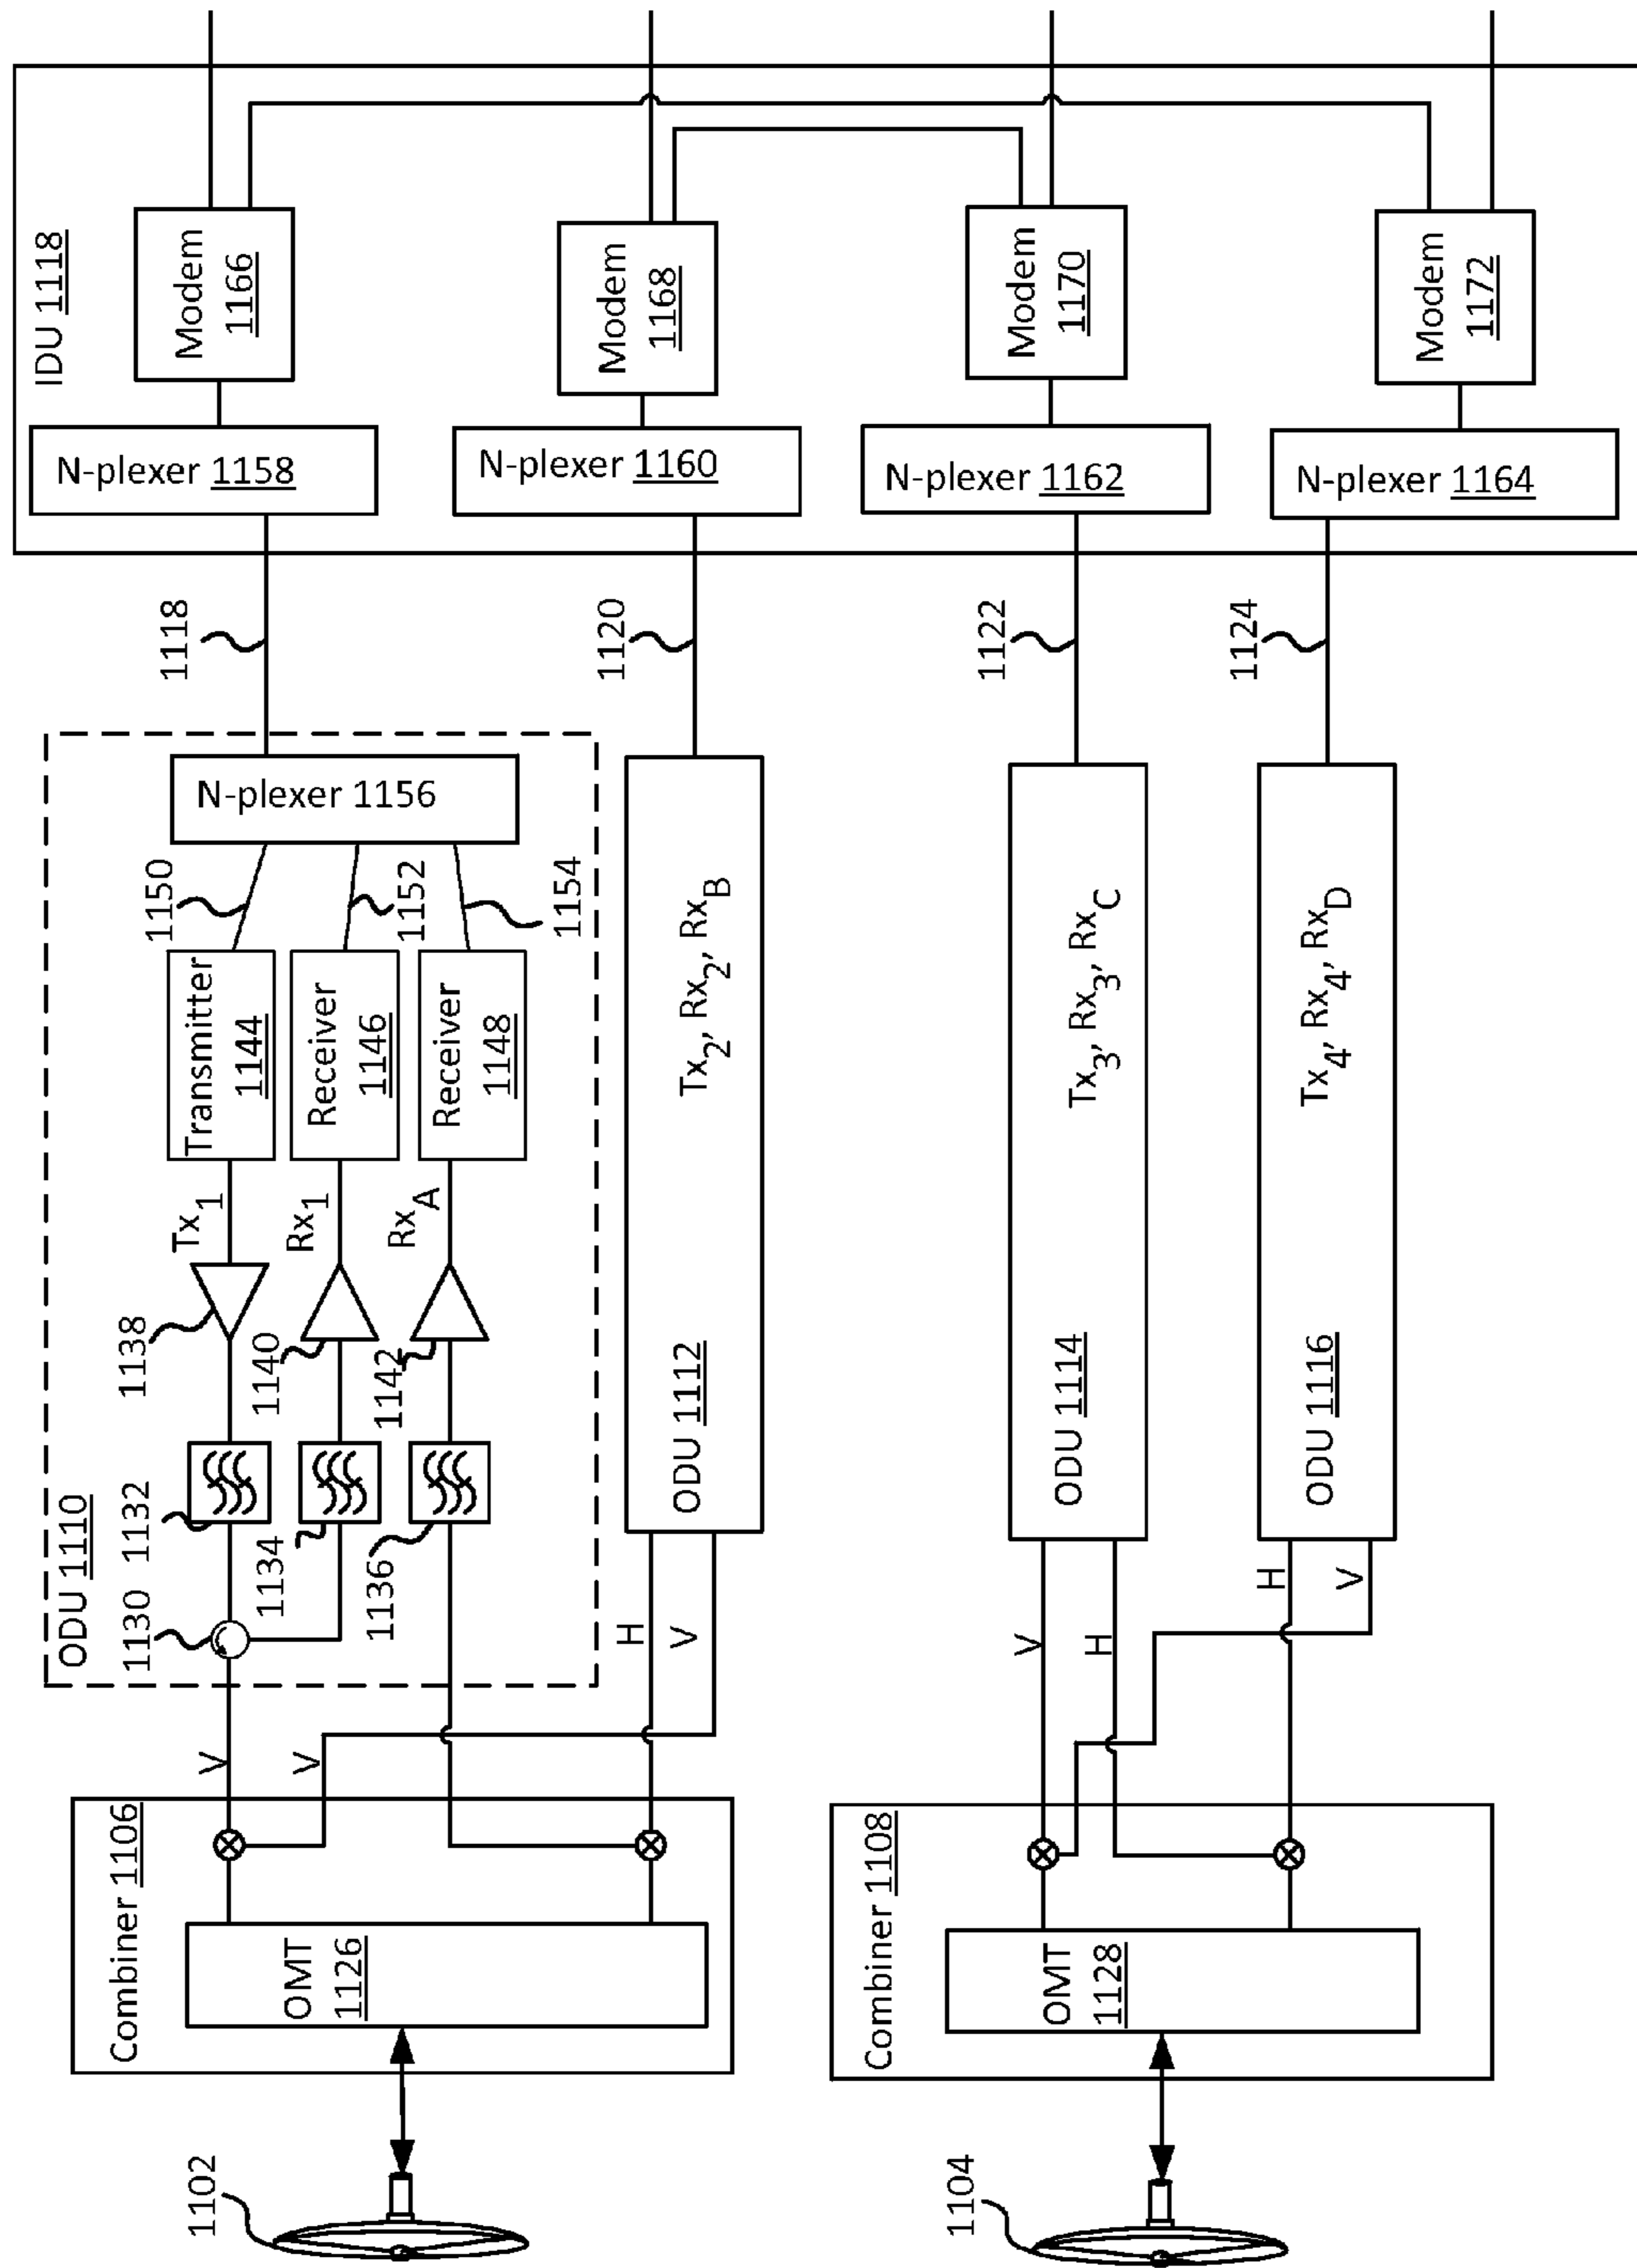 1102
1104
Combiner 1106
OMT
1126
Combiner 1108
OMT
1128
V
V
H
V
V
H
H
V
ODU 1110
1130
1132
1134
1136
1138
1140
1142
Tx1
Rx1
RxA
Transmitter
1144
Receiver
1146
Receiver
1148
1150
1152
1154
N-plexer 1156
ODU 1112
Tx2, Rx2, RxB
ODU 1114
Tx3, Rx3, RxC
ODU 1116
Tx4, Rx4, RxD
1118
1120
1122
1124
IDU 1118
N-plexer 1158
N-plexer 1160
N-plexer 1162
N-plexer 1164
Modem
1166
Modem
1168
Modem
1170
Modem
1172